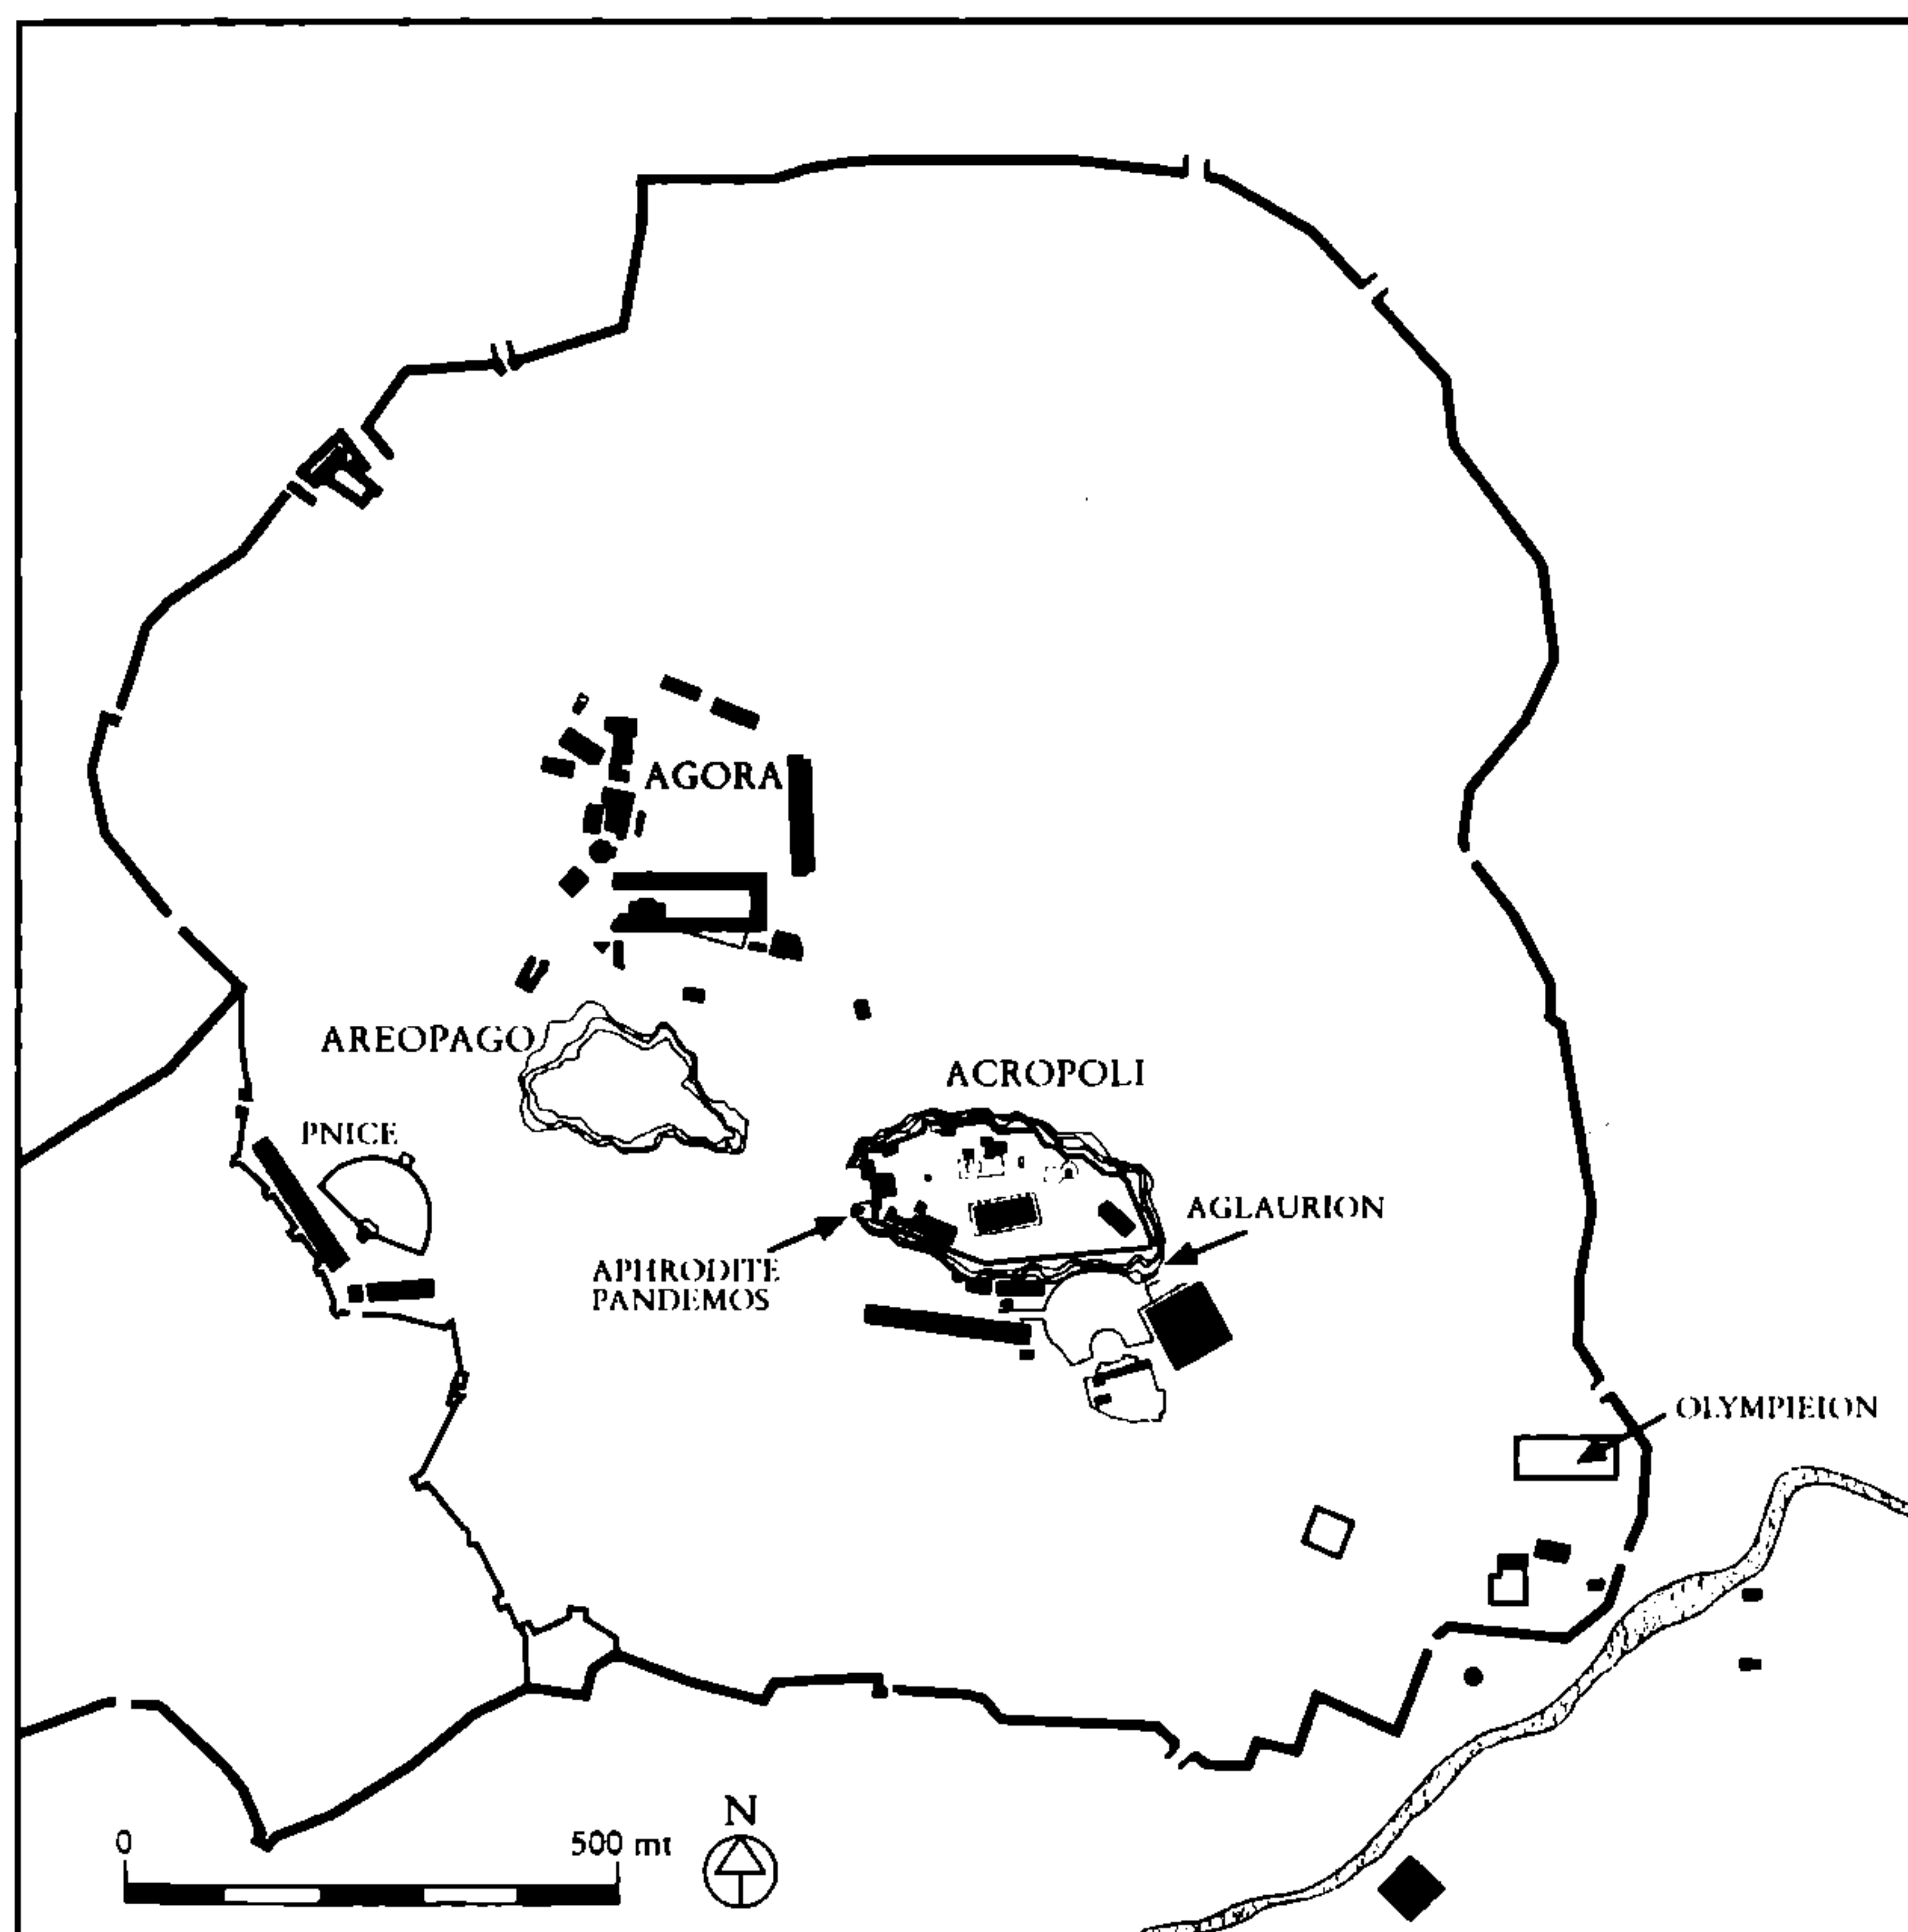 AGORA
AREOPAGO
ACROPOLI
PNICE
AGLAURION
APHRODITE
PANDEMOS
OLYMPIEION
N
0 500 mt